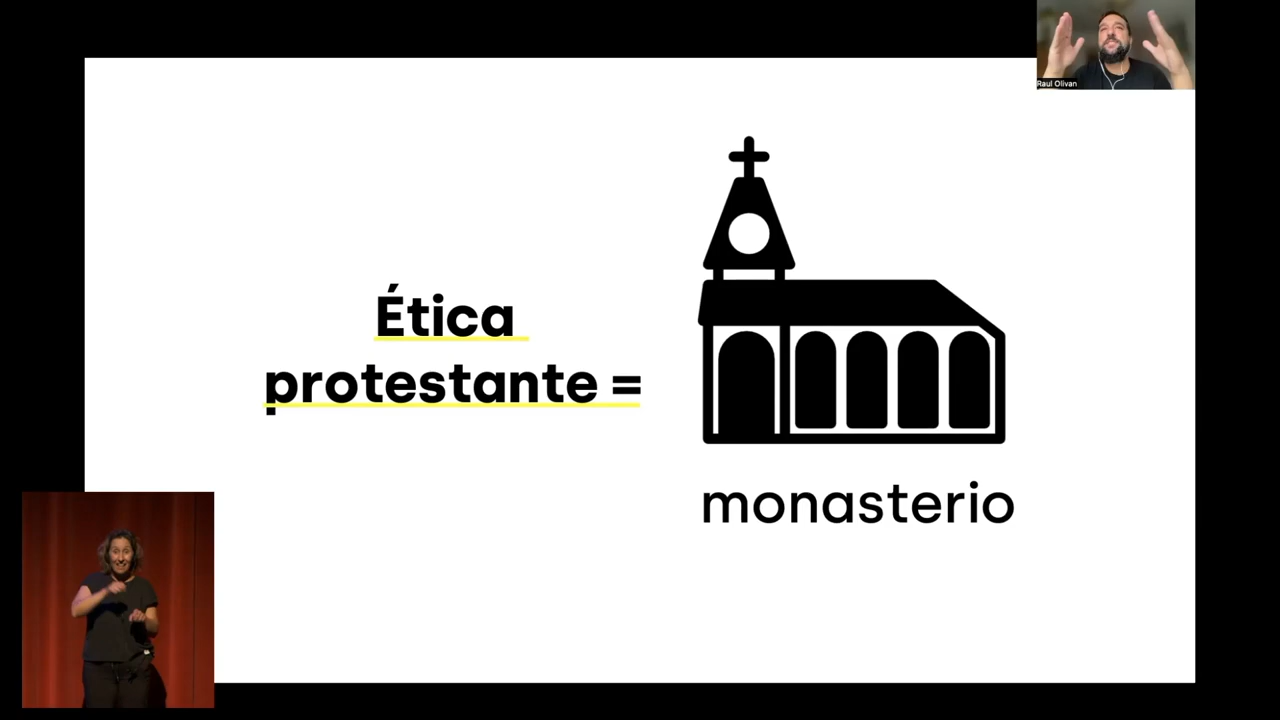 Raul Olivan
Ética
protestante =
monasterio